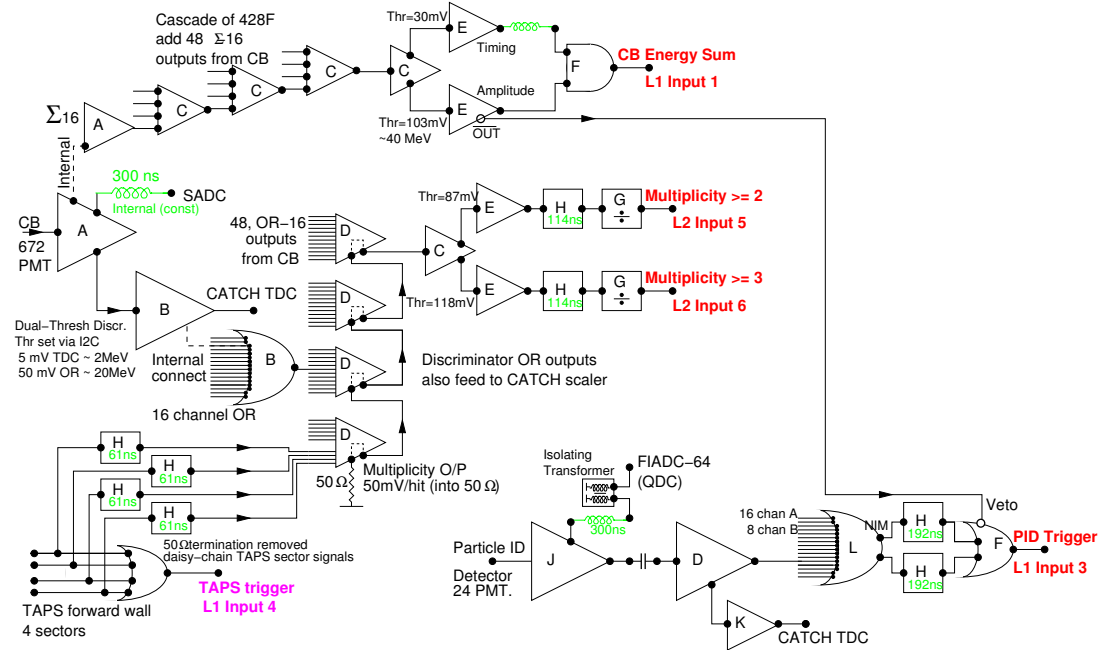 Cascade of 428F
add 48 Σ16
outputs from CB
Thr=30mV
E
Timing
F
CB Energy Sum
L1 Input 1
C
C
C
C
Σ16
A
Amplitude
E
Thr=103mV
~40 MeV
OUT
Internal
300 ns
SADC
Internal (const)
CB
672
PMT
A
48, OR−16
outputs
from CB
D
Thr=87mV
E
H
114ns
G
÷
Multiplicity >= 2
L2 Input 5
C
Thr=118mV
E
H
114ns
G
÷
Multiplicity >= 3
L2 Input 6
B
CATCH TDC
D
Dual−Thresh Discr.
Thr set via I2C
5 mV TDC ~ 2MeV
50 mV OR ~ 20MeV
Internal
connect
B
16 channel OR
D
Discriminator OR outputs
also feed to CATCH scaler
D
Multiplicity O/P
50mV/hit (into 50 Ω)
50 Ω
H
61ns
H
61ns
H
61ns
H
61ns
50Ωtermination removed
daisy−chain TAPS sector signals
TAPS trigger
L1 Input 4
TAPS forward wall
4 sectors
Isolating
Transformer
FIADC−64
(QDC)
300ns
Particle ID
Detector
24 PMT.
J
D
K
CATCH TDC
16 chan A
8 chan B
L
NIM
H
192ns
H
192ns
Veto
F
PID Trigger
L1 Input 3